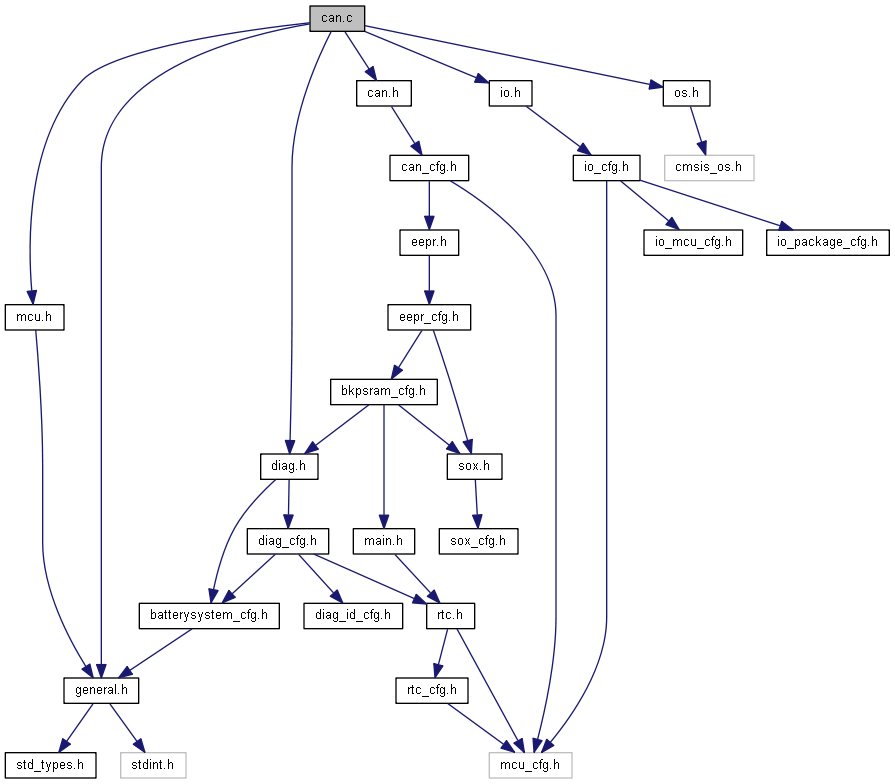 can.c
can.h
io.h
os.h
can_cfg.h
io_cfg.h
cmsis_os.h
eepr.h
io_mcu_cfg.h
io_package_cfg.h
mcu.h
eepr_cfg.h
bkpsram_cfg.h
diag.h
sox.h
diag_cfg.h
main.h
sox_cfg.h
batterysystem_cfg.h
diag_id_cfg.h
rtc.h
general.h
rtc_cfg.h
std_types.h
stdint.h
mcu_cfg.h